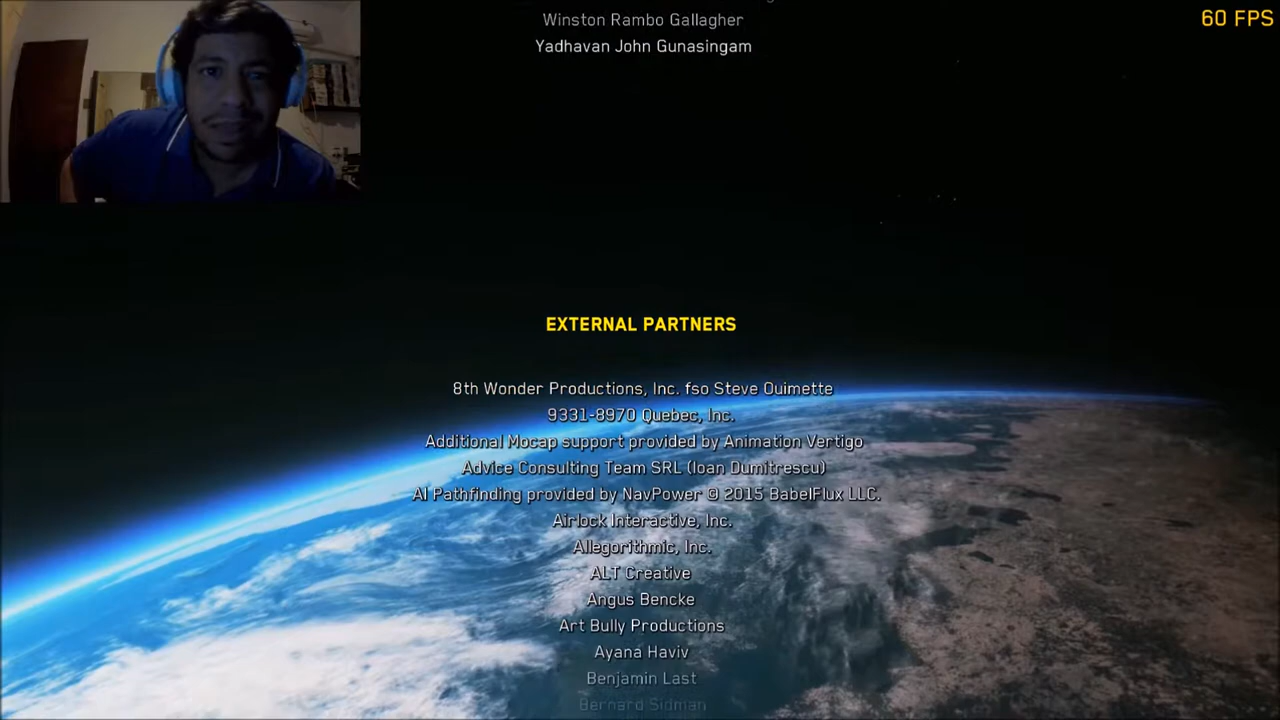 Winston Rambo Gallagher
60 FPS
Yadhavan John Gunasingam
EXTERNAL PARTNERS
8th Wonder Productions, Inc. fso Steve Ouimette
9331-8970 Quebec, Inc.
Additional Mocap support provided by Animation Vertigo
Advice Consulting Team SRL (Ioan Dumitrescu)
AI Pathfinding provided by NavPower © 2015 BabelFlux LLC.
Airlock Interactive, Inc.
Allegorithmic, Inc.
ALT Creative
Angus Bencke
Art Bully Productions
Ayana Haviv
Benjamin Last
Bernard Sidman